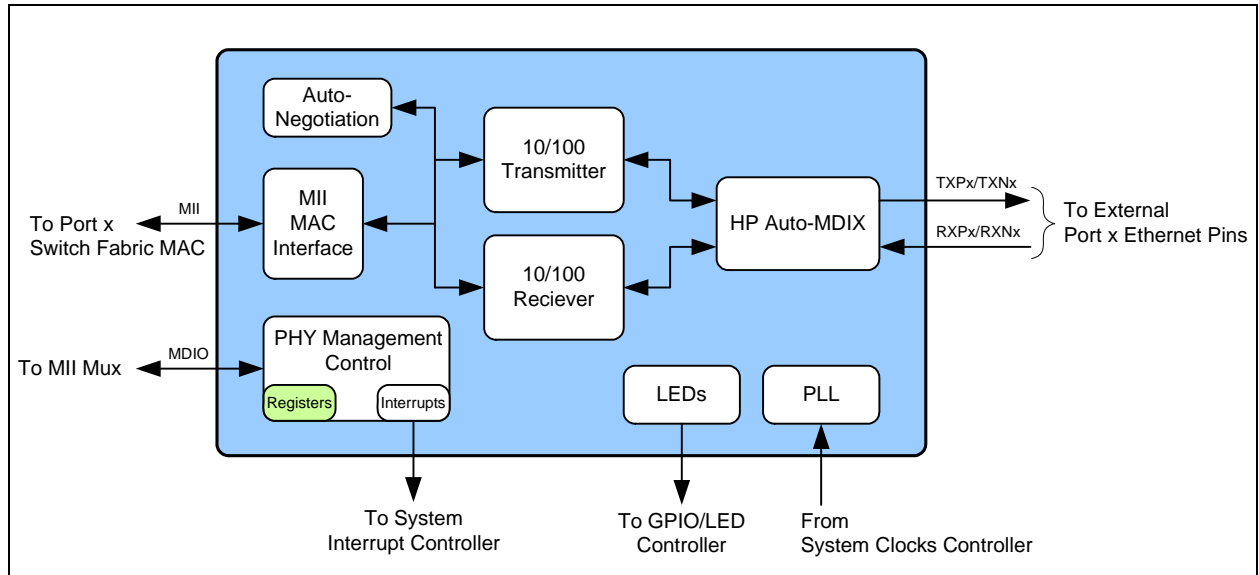 Auto-
Negotiation
10/100
Transmitter
MII
MAC
Interface
MII
To Port x
Switch Fabric MAC
HP Auto-MDIX
TXPx/TXNx
RXPx/RXNx
To External
Port x Ethernet Pins
10/100
Reciever
PHY Management
Control
Registers
Interrupts
MDIO
To MII Mux
LEDs
PLL
To System
Interrupt Controller
To GPIO/LED
Controller
From
System Clocks Controller